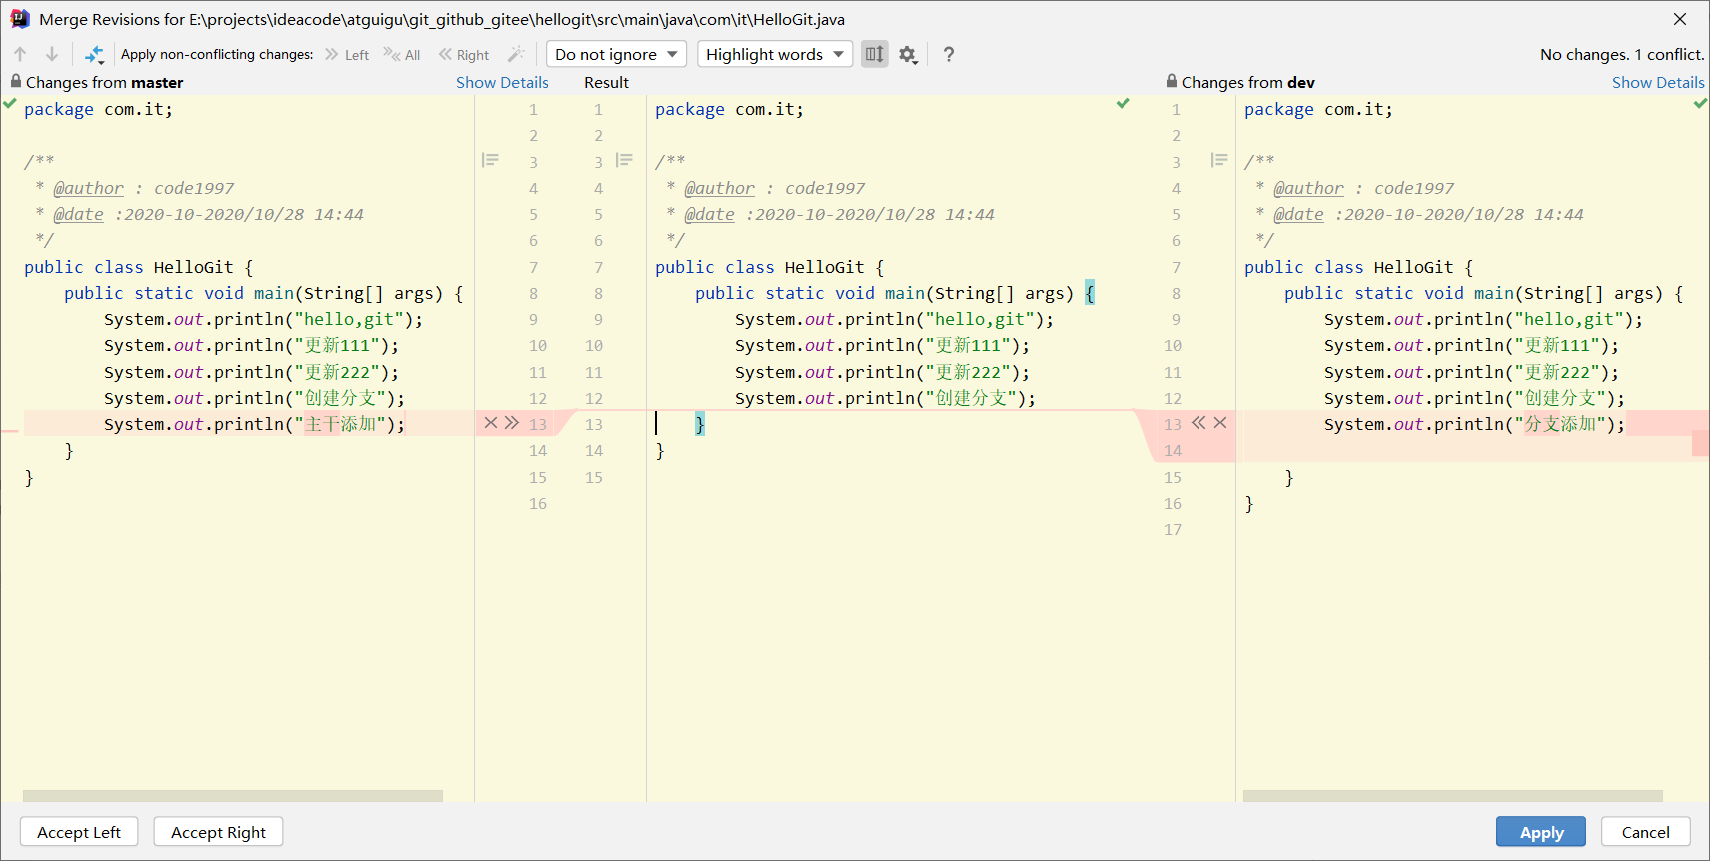 Merge Revisions for E:\projects\ideacode\atguigu\git_github_gitee\hellogit\src\main\java\com\it\HelloGit.java
Apply non-conflicting changes: Left All Right Do not ignore Highlight words ? No changes. 1 conflict.
Changes from master Show Details Result Changes from dev Show Details
package com.it; 1
2
/** 3
* @author : code1997 4
* @date :2020-10-2020/10/28 14:44 5
*/ 6
public class HelloGit { 7
public static void main(String[] args) { 8
System.out.println("hello,git"); 9
System.out.println("更新111"); 10
System.out.println("更新222"); 11
System.out.println("创建分支"); 12
System.out.println("主干添加"); 13
} 14
} 15
16
1 package com.it;
2
3 /**
4 * @author : code1997
5 * @date :2020-10-2020/10/28 14:44
6 */
7 public class HelloGit {
8 public static void main(String[] args) {
9 System.out.println("hello,git");
10 System.out.println("更新111");
11 System.out.println("更新222");
12 System.out.println("创建分支");
13 }
14 }
15
1 package com.it;
2
3 /**
4 * @author : code1997
5 * @date :2020-10-2020/10/28 14:44
6 */
7 public class HelloGit {
8 public static void main(String[] args) {
9 System.out.println("hello,git");
10 System.out.println("更新111");
11 System.out.println("更新222");
12 System.out.println("创建分支");
13 System.out.println("分支添加");
14
15 }
16 }
17
Accept Left Accept Right Apply Cancel